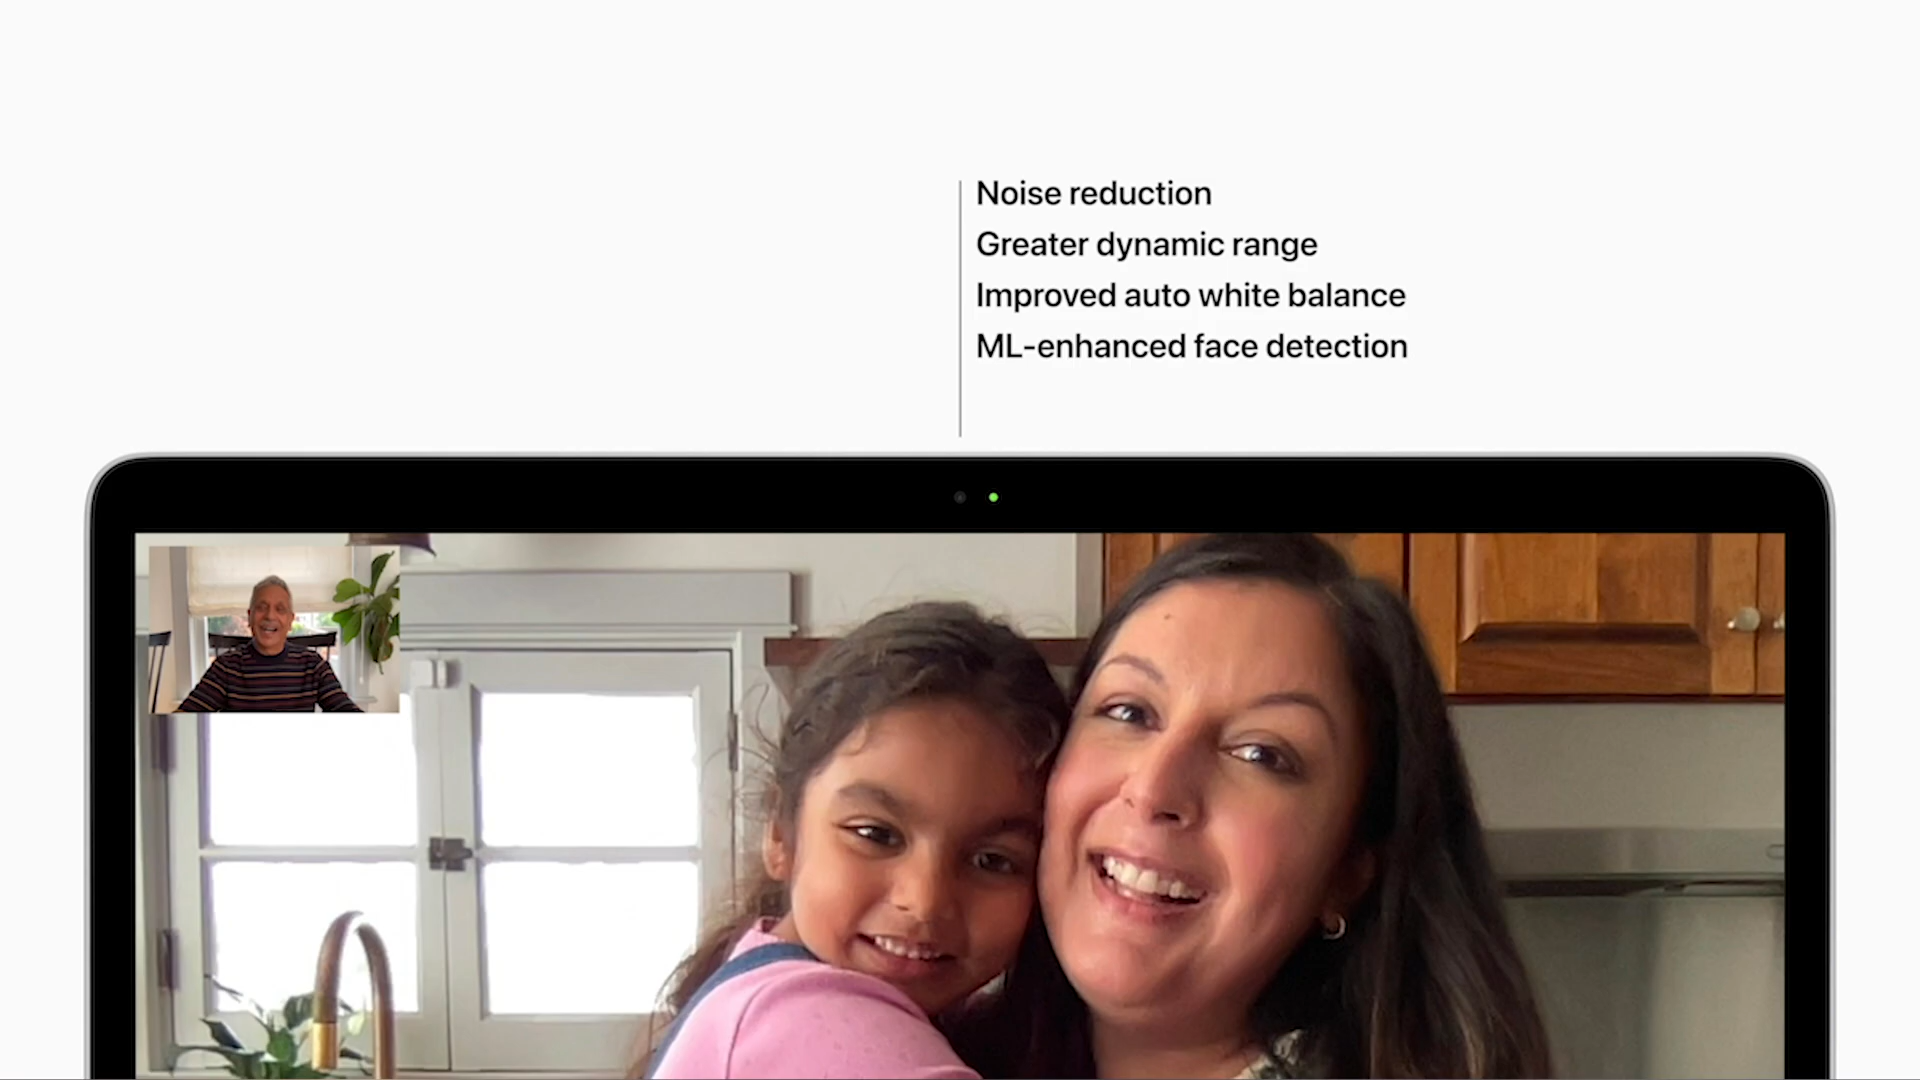 Noise reduction
Greater dynamic range
Improved auto white balance
ML-enhanced face detection